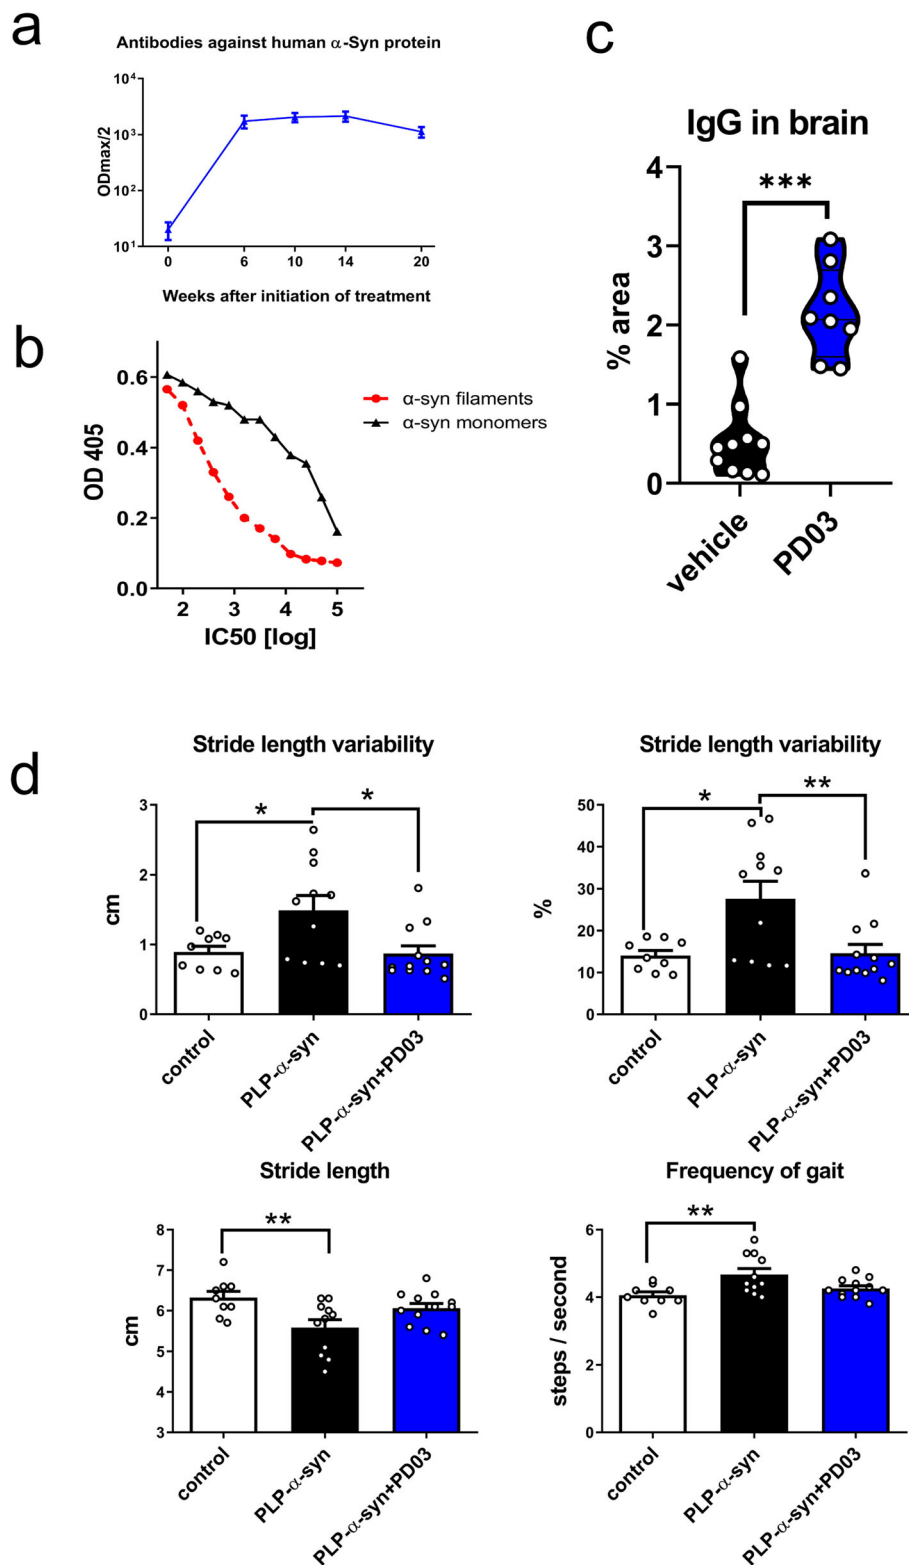 a
Antibodies against human α-Syn protein
10⁴
10³
10²
10¹
ODmax/2
0 6 10 14 20
Weeks after initiation of treatment
b
0.6
0.4
0.2
0.0
OD 405
2 3 4 5
IC50 [log]
α-syn filaments
α-syn monomers
c
IgG in brain
***
4
3
2
1
0
% area
vehicle
PD03
d
Stride length variability
* *
3
2
1
0
cm
control
PLP-α-syn
PLP-α-syn+PD03
Stride length variability
* **
50
40
30
20
10
0
%
control
PLP-α-syn
PLP-α-syn+PD03
Stride length
**
8
7
6
5
4
3
cm
control
PLP-α-syn
PLP-α-syn+PD03
Frequency of gait
**
6
4
2
0
steps / second
control
PLP-α-syn
PLP-α-syn+PD03